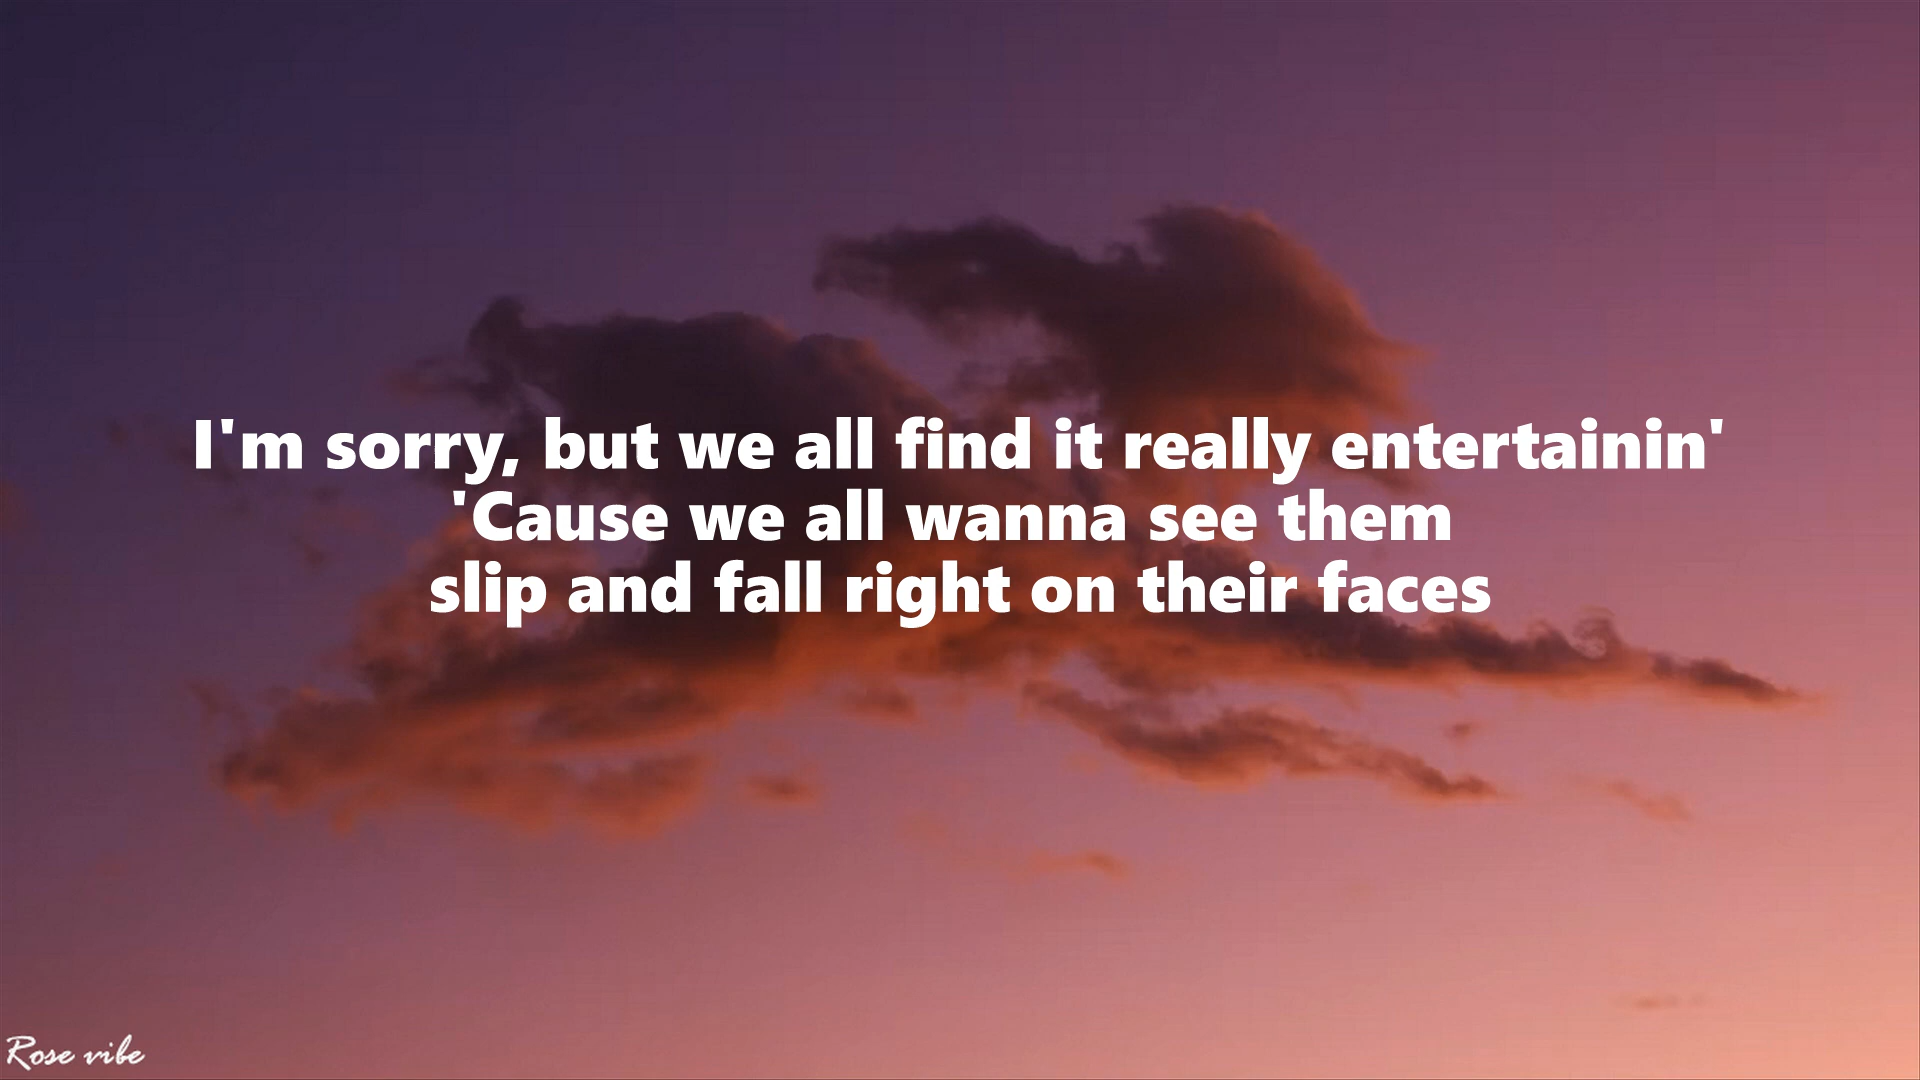 I'm sorry, but we all find it really entertainin'
'Cause we all wanna see them
slip and fall right on their faces
Rose vibe